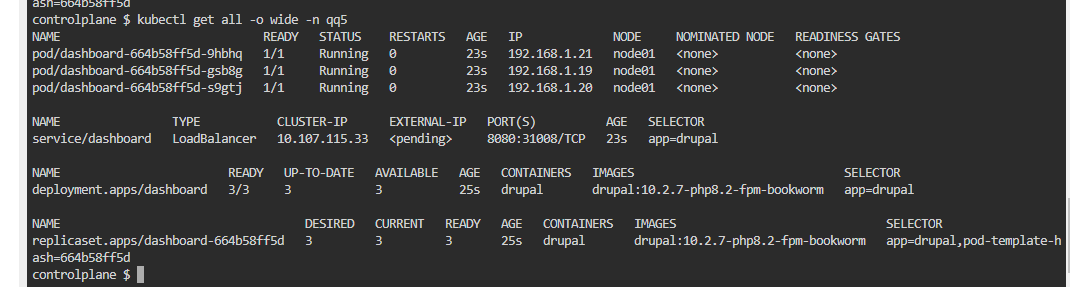 ash=664b58ff5d
controlplane $ kubectl get all -o wide -n qq5
NAME READY STATUS RESTARTS AGE IP NODE NOMINATED NODE READINESS GATES
pod/dashboard-664b58ff5d-9hbhq 1/1 Running 0 23s 192.168.1.21 node01 <none> <none>
pod/dashboard-664b58ff5d-gsb8g 1/1 Running 0 23s 192.168.1.19 node01 <none> <none>
pod/dashboard-664b58ff5d-s9gtj 1/1 Running 0 23s 192.168.1.20 node01 <none> <none>
NAME TYPE CLUSTER-IP EXTERNAL-IP PORT(S) AGE SELECTOR
service/dashboard LoadBalancer 10.107.115.33 <pending> 8080:31008/TCP 23s app=drupal
NAME READY UP-TO-DATE AVAILABLE AGE CONTAINERS IMAGES SELECTOR
deployment.apps/dashboard 3/3 3 3 25s drupal drupal:10.2.7-php8.2-fpm-bookworm app=drupal
NAME DESIRED CURRENT READY AGE CONTAINERS IMAGES SELECTOR
replicaset.apps/dashboard-664b58ff5d 3 3 3 25s drupal drupal:10.2.7-php8.2-fpm-bookworm app=drupal,pod-template-h
ash=664b58ff5d
controlplane $